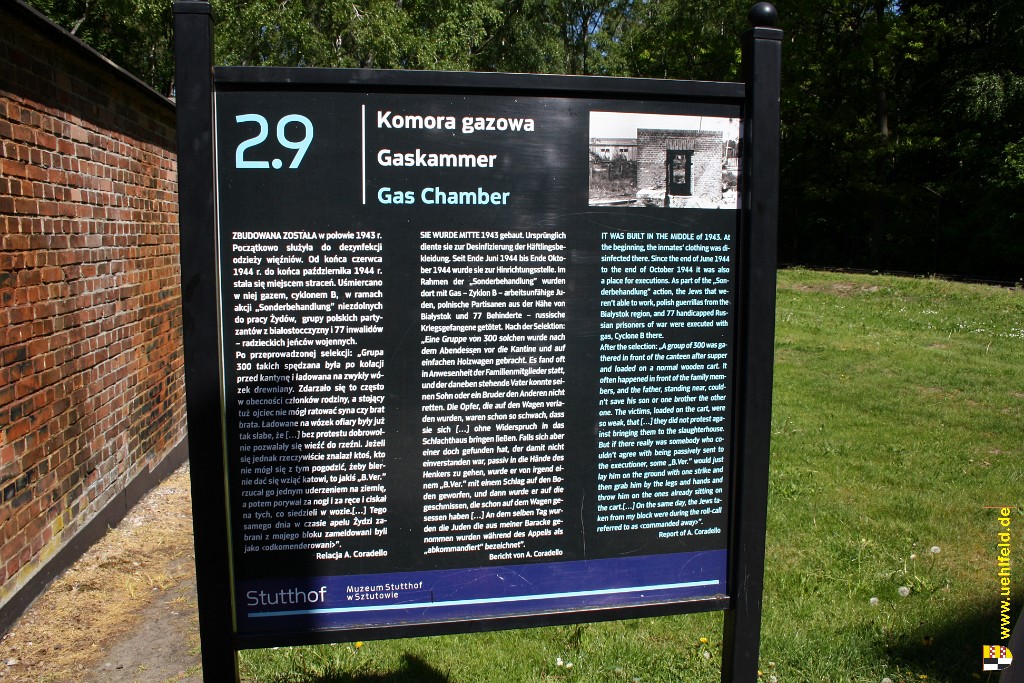 2.9
Komora gazowa
Gaskammer
Gas Chamber
ZBUDOWANA ZOSTAŁA w połowie 1943 r.
Początkowo służyła do dezynfekcji
odzieży więźniów. Od końca czerwca
1944 r. do końca października 1944 r.
stała się miejscem straceń. Uśmiercano
w niej gazem, cyklonem B, w ramach
akcji „Sonderbehandlung" niezdolnych
do pracy Żydów, grupy polskich party-
zantów z białostocczyzny i 77 inwalidów
– radzieckich jeńców wojennych.
Po przeprowadzonej selekcji: „Grupa
300 takich spędzana była po kolacji
przed kantynę i ładowana na zwykły wó-
zek drewniany. Zdarzało się to często
w obecności członków rodziny, a stojący
tuż ojciec nie mógł ratować syna czy brat
brata. Ładowane na wózek ofiary były już
tak słabe, że [...] bez protestu dobrowol-
nie pozwalały się wieźć do rzeźni. Jeżeli
się jednak rzeczywiście znalazł ktoś, kto
nie mógł się z tym pogodzić, żeby bier-
nie dać się wziąć katowi, to jakiś „B.Ver."
rzucał go jednym uderzeniem na ziemię,
a potem porywał za nogi i za ręce i ciskał
na tych, co siedzieli w wozie.[...] Tego
samego dnia w czasie apelu Żydzi za-
brani z mojego bloku zameldowani byli
jako <odkomenderowani>".
Relacja A. Coradello
SIE WURDE MITTE 1943 gebaut. Ursprünglich
diente sie zur Desinfizierung der Häftlingsbe-
kleidung. Seit Ende Juni 1944 bis Ende Okto-
ber 1944 wurde sie zur Hinrichtungsstelle. Im
Rahmen der „Sonderbehandlung" wurden
dort mit Gas – Zyklon B – arbeitsunfähige Ju-
den, polnische Partisanen aus der Nähe von
Białystok und 77 Behinderte – russische
Kriegsgefangene getötet. Nach der Selektion:
„Eine Gruppe von 300 solchen wurde nach
dem Abendessen vor die Kantine und auf
einfachen Holzwagen gebracht. Es fand oft
in Anwesenheit der Familienmitglieder statt,
und der daneben stehende Vater konnte sei-
nen Sohn oder ein Bruder den Anderen nicht
retten. Die Opfer, die auf den Wagen verla-
den wurden, waren schon so schwach, dass
sie sich [...] ohne Widerspruch in das
Schlachthaus bringen ließen. Falls sich aber
einer doch gefunden hat, der damit nicht
einverstanden war, passiv in die Hände des
Henkers zu gehen, wurde er von irgend ei-
nem „B.Ver." mit einem Schlag auf den Bo-
den geworfen, und dann wurde er auf die
geschmissen, die schon auf dem Wagen ge-
sessen haben [...] An dem selben Tag wur-
den die Juden die aus meiner Baracke ge-
nommen wurden während des Appells als
„abkommandiert" bezeichnet".
Bericht von A. Coradello
IT WAS BUILT IN THE MIDDLE of 1943. At
the beginning, the inmates' clothing was di-
sinfected there. Since the end of June 1944
to the end of October 1944 it was also
a place for executions. As part of the „Son-
derbehandlung" action, the Jews that we-
ren't able to work, polish guerrillas from the
Bialystok region, and 77 handicapped Rus-
sian prisoners of war were executed with
gas, Cyclone B there.
After the selection: „A group of 300 was ga-
thered in front of the canteen after supper
and loaded on a normal wooden cart. It
often happened in front of the family mem-
bers, and the father, standing near, could-
n't save his son or one brother the other
one. The victims, loaded on the cart, were
so weak, that [...] they did not protest aga-
inst bringing them to the slaughterhouse.
But if there really was somebody who co-
uldn't agree with being passively sent to
the executioner, some „B.Ver." would just
lay him on the ground with one strike and
then grab him by the legs and hands and
throw him on the ones already sitting on
the cart.[...] On the same day, the Jews ta-
ken from my block were during the roll-call
referred to as <commanded away>".
Report of A. Coradello
Stutthof
Muzeum Stutthof
w Sztutowie
www.uehlfeld.de